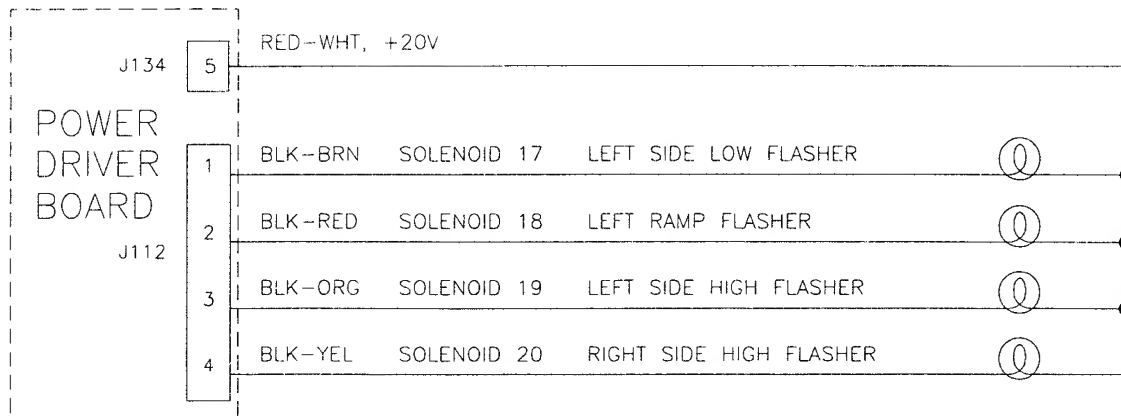 RED-WHT, +20V
J134 5
POWER
DRIVER
BOARD
J112
1 BLK-BRN SOLENOID 17 LEFT SIDE LOW FLASHER
2 BLK-RED SOLENOID 18 LEFT RAMP FLASHER
3 BLK-ORG SOLENOID 19 LEFT SIDE HIGH FLASHER
4 BLK-YEL SOLENOID 20 RIGHT SIDE HIGH FLASHER